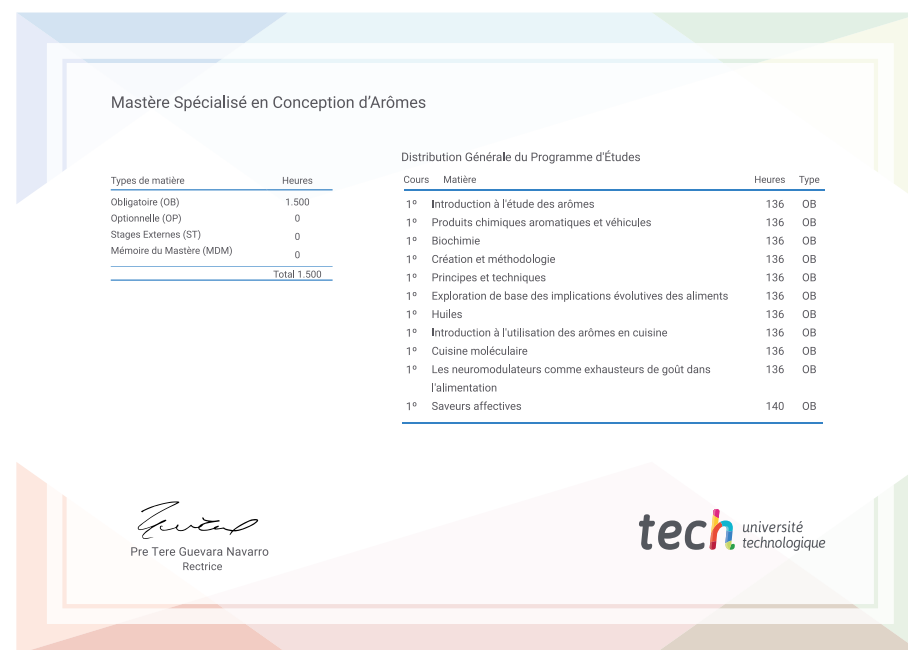 Mastère Spécialisé en Conception d'Arômes
Types de matière Heures
Obligatoire (OB) 1.500
Optionnelle (OP) 0
Stages Externes (ST) 0
Mémoire du Mastère (MDM) 0
Total 1.500
Distribution Générale du Programme d'Études
Cours Matière Heures Type
1º Introduction à l'étude des arômes 136 OB
1º Produits chimiques aromatiques et véhicules 136 OB
1º Biochimie 136 OB
1º Création et méthodologie 136 OB
1º Principes et techniques 136 OB
1º Exploration de base des implications évolutives des aliments 136 OB
1º Huiles 136 OB
1º Introduction à l'utilisation des arômes en cuisine 136 OB
1º Cuisine moléculaire 136 OB
1º Les neuromodulateurs comme exhausteurs de goût dans 136 OB
l'alimentation
1º Saveurs affectives 140 OB
Pre Tere Guevara Navarro
Rectrice
tech université
technologique